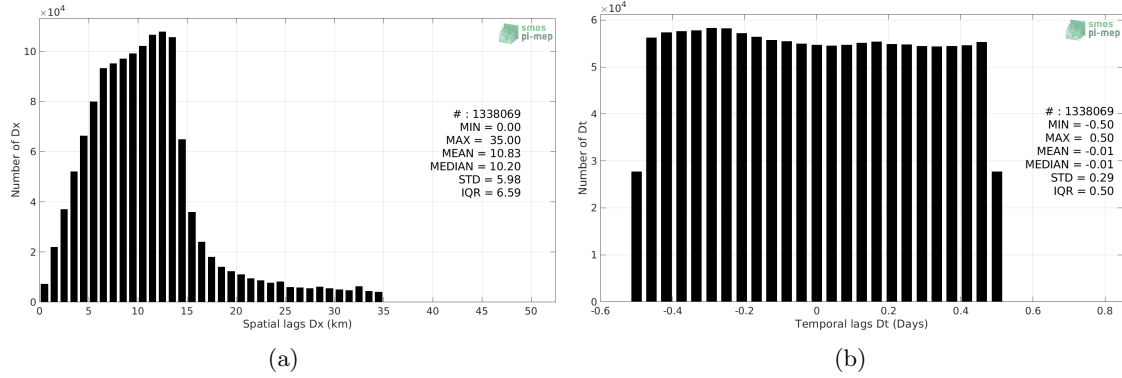 ×10⁴
10
8
6
4
2
0
Number of Dx
smos
pi-mep
# : 1338069
MIN = 0.00
MAX = 35.00
MEAN = 10.83
MEDIAN = 10.20
STD = 5.98
IQR = 6.59
0 5 10 15 20 25 30 35 40 45 50
Spatial lags Dx (km)
(a)
×10⁴
6
5
4
3
2
1
0
Number of Dt
smos
pi-mep
# : 1338069
MIN = -0.50
MAX = 0.50
MEAN = -0.01
MEDIAN = -0.01
STD = 0.29
IQR = 0.50
-0.6 -0.4 -0.2 0 0.2 0.4 0.6 0.8
Temporal lags Dt (Days)
(b)